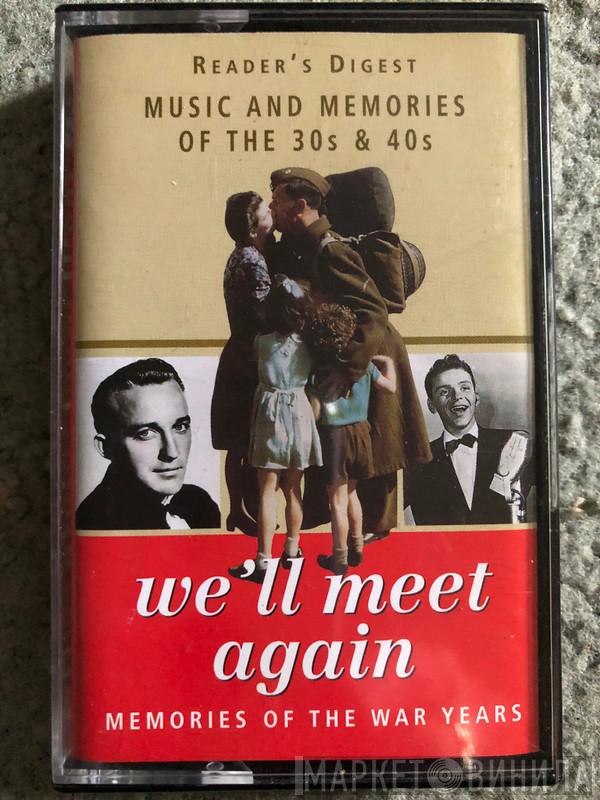 READER'S DIGEST
MUSIC AND MEMORIES
OF THE 30s & 40s
we'll meet
again
MEMORIES OF THE WAR YEARS
МАРКЕТ ВИНИЛА